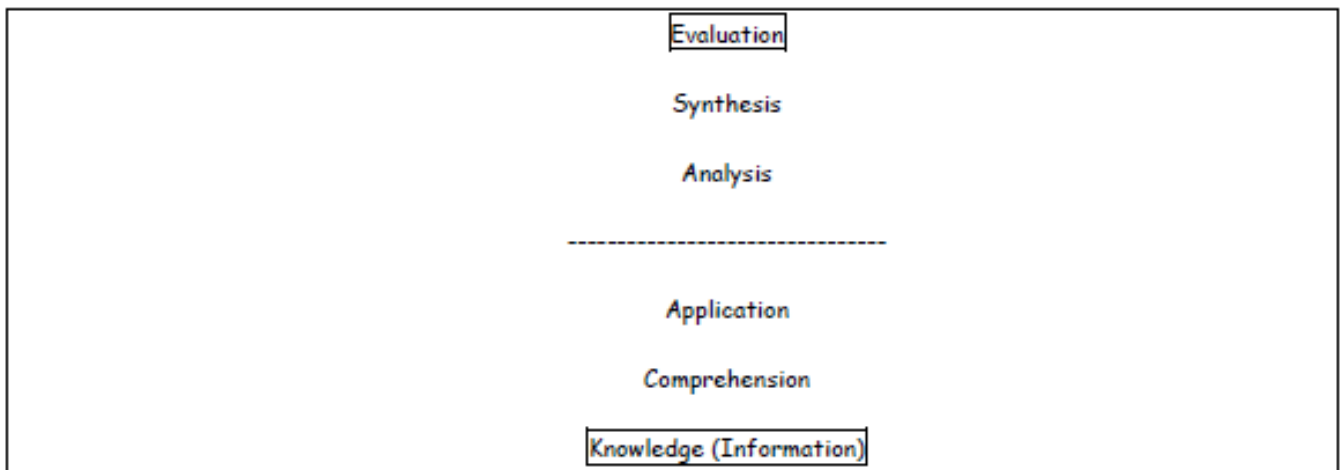 Evaluation
Synthesis
Analysis
--------------------------------
Application
Comprehension
Knowledge (Information)